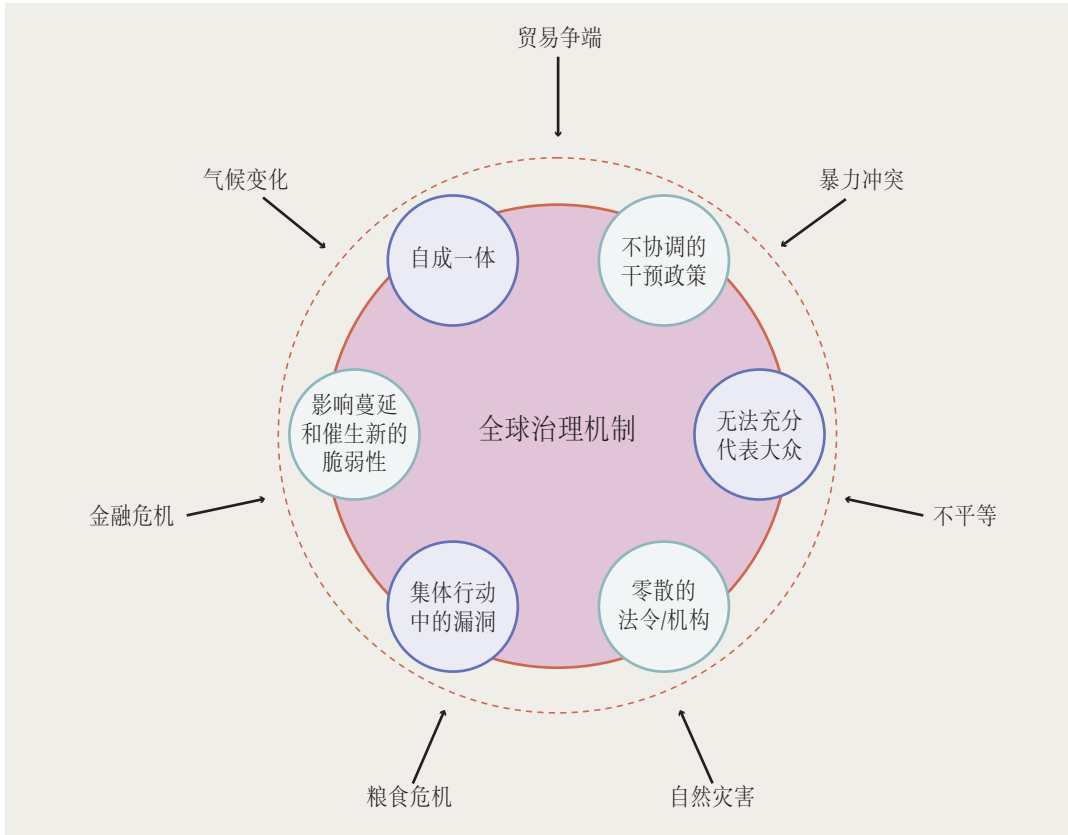 贸易争端
气候变化
暴力冲突
自成一体
不协调的
干预政策
影响蔓延
和催生新的
脆弱性
全球治理机制
无法充分
代表大众
金融危机
不平等
集体行动
中的漏洞
零散的
法令/机构
粮食危机
自然灾害